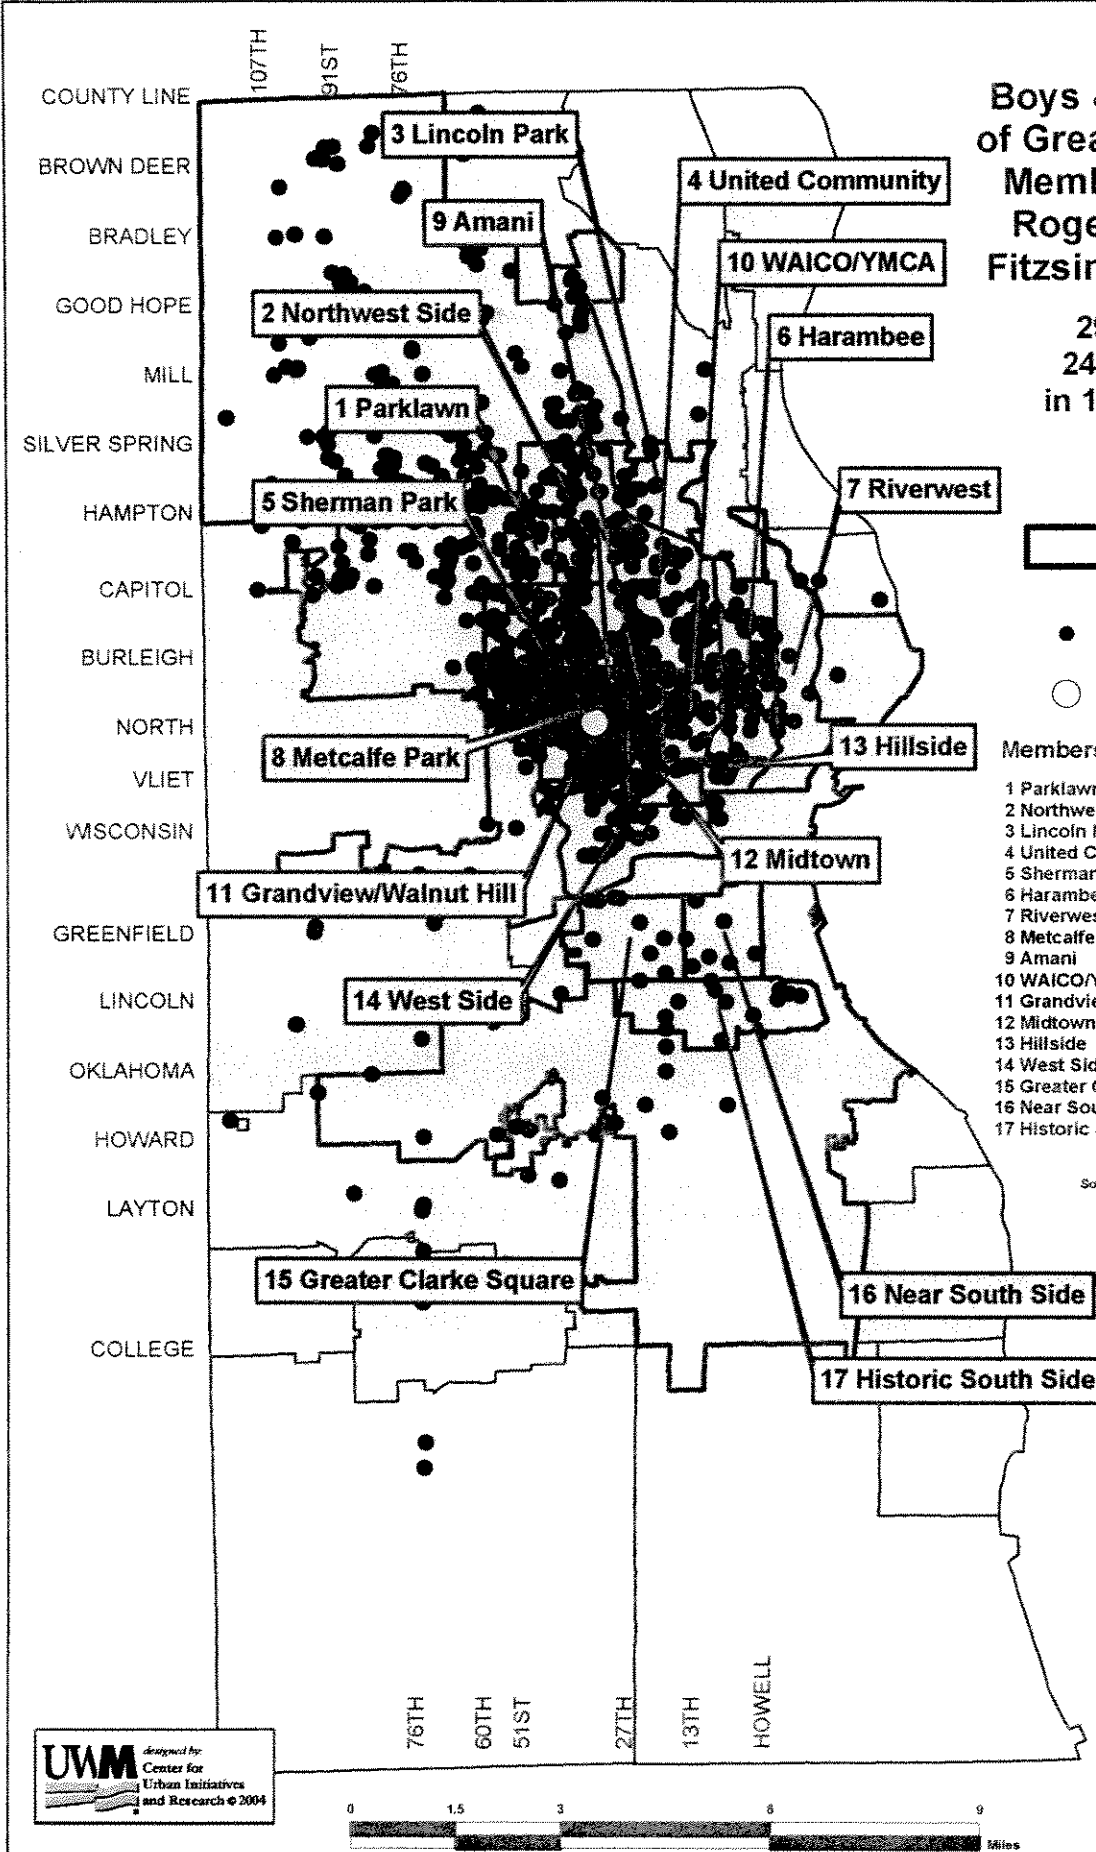 107TH
91ST
76TH
COUNTY LINE
BROWN DEER
BRADLEY
GOOD HOPE
MILL
SILVER SPRING
HAMPTON
CAPITOL
BURLEIGH
NORTH
VLIET
WISCONSIN
GREENFIELD
LINCOLN
OKLAHOMA
HOWARD
LAYTON
COLLEGE
3 Lincoln Park
4 United Community
9 Amani
10 WAICO/YMCA
2 Northwest Side
6 Harambee
1 Parklawn
5 Sherman Park
7 Riverwest
8 Metcalfe Park
13 Hillside
12 Midtown
11 Grandview/Walnut Hill
14 West Side
15 Greater Clarke Square
16 Near South Side
17 Historic South Side
Boys
of Grea
Memb
Roge
Fitzsin
29
24
in 1
Members
1 Parklawn
2 Northwe
3 Lincoln
4 United C
5 Sherman
6 Harambe
7 Riverwes
8 Metcalfe
9 Amani
10 WAICO/Y
11 Grandvie
12 Midtown
13 Hillside
14 West Sid
15 Greater
16 Near Sou
17 Historic
So
76TH
60TH
51ST
27TH
13TH
HOWELL
UWM
designed by:
Center for
Urban Initiatives
and Research © 2004
0 1.5 3 6 9
Miles